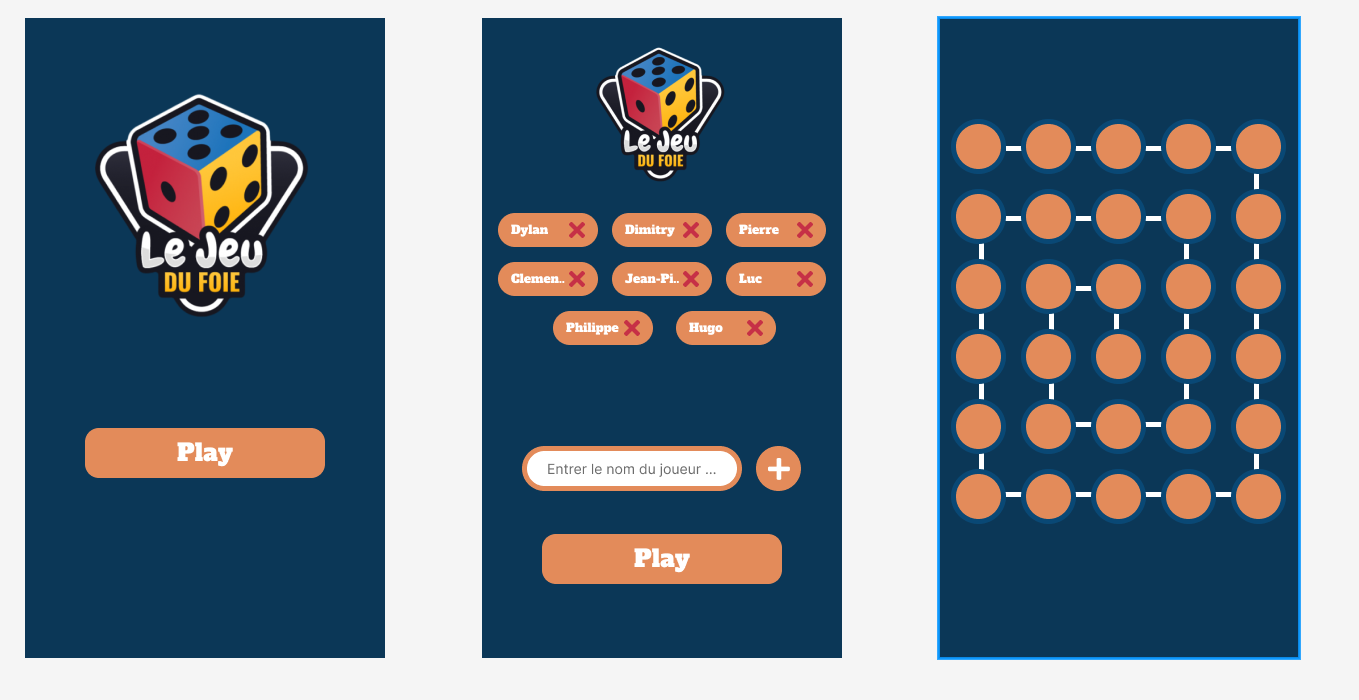 Le Jeu
DU FOIE
Play
Le Jeu
DU FOIE
Dylan
Dimitry
Pierre
Clemen..
Jean-Pi..
Luc
Philippe
Hugo
Entrer le nom du joueur ...
Play